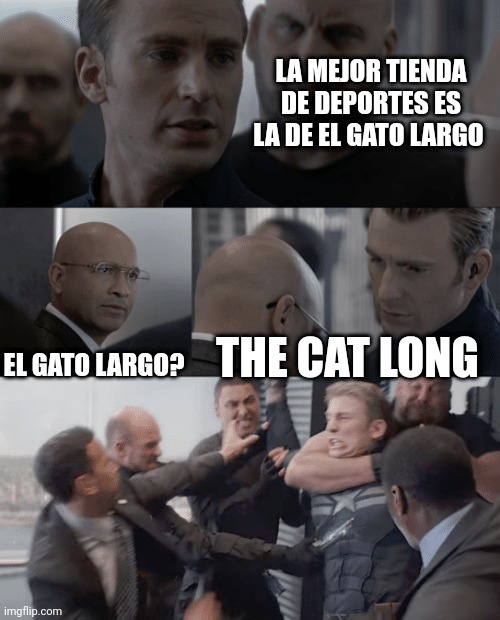 LA MEJOR TIENDA
DE DEPORTES ES
LA DE EL GATO LARGO
EL GATO LARGO?
THE CAT LONG
imgflip.com